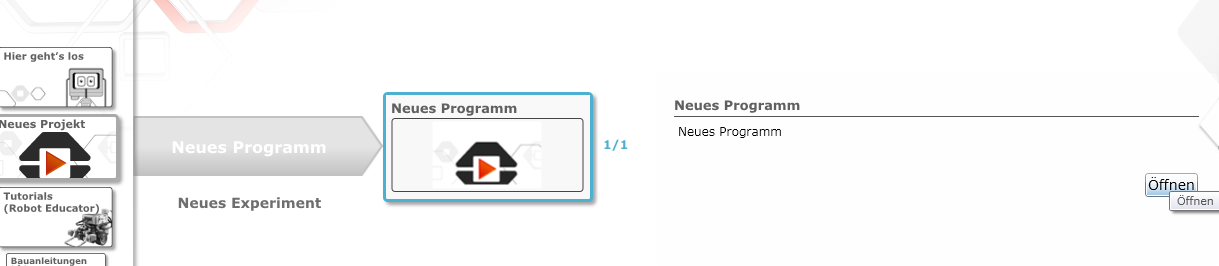 Hier geht's los
Neues Projekt
Tutorials
(Robot Educator)
Bauanleitungen
Neues Programm
Neues Experiment
Neues Programm
1/1
Neues Programm
Neues Programm
Öffnen
Öffnen